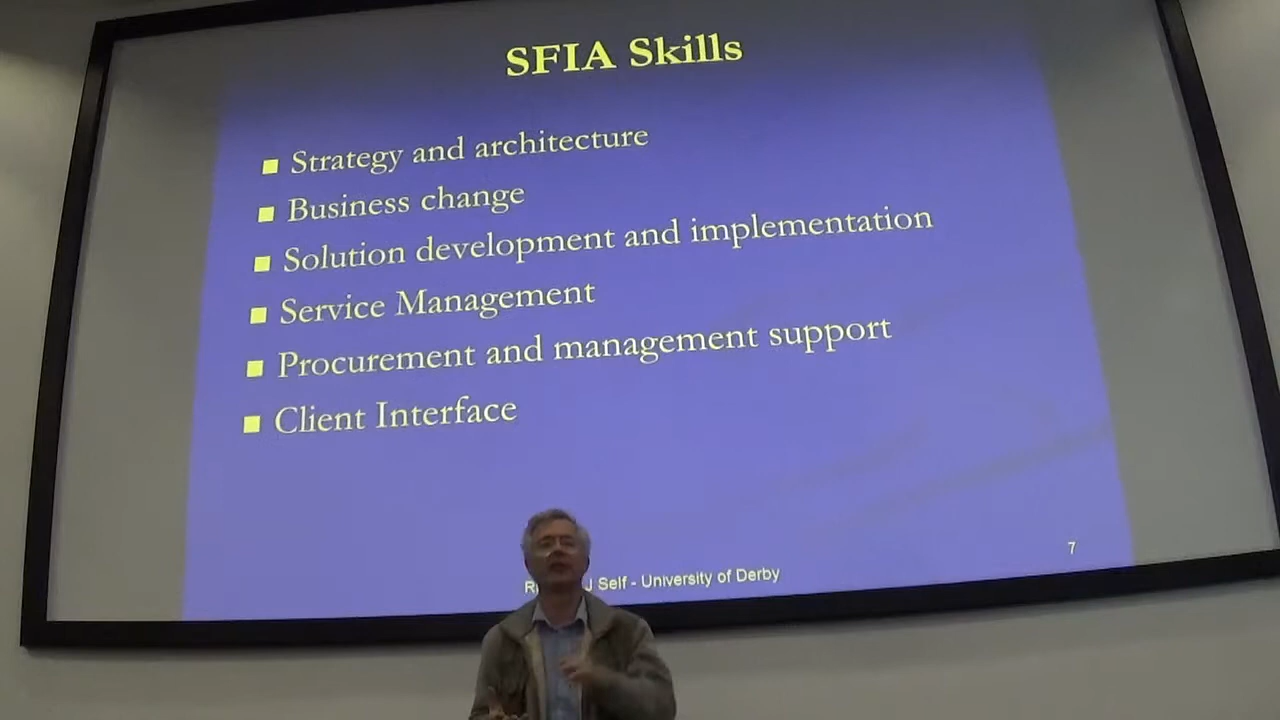 SFIA Skills
Strategy and architecture
Business change
Solution development and implementation
Service Management
Procurement and management support
Client Interface
7
J Self - University of Derby